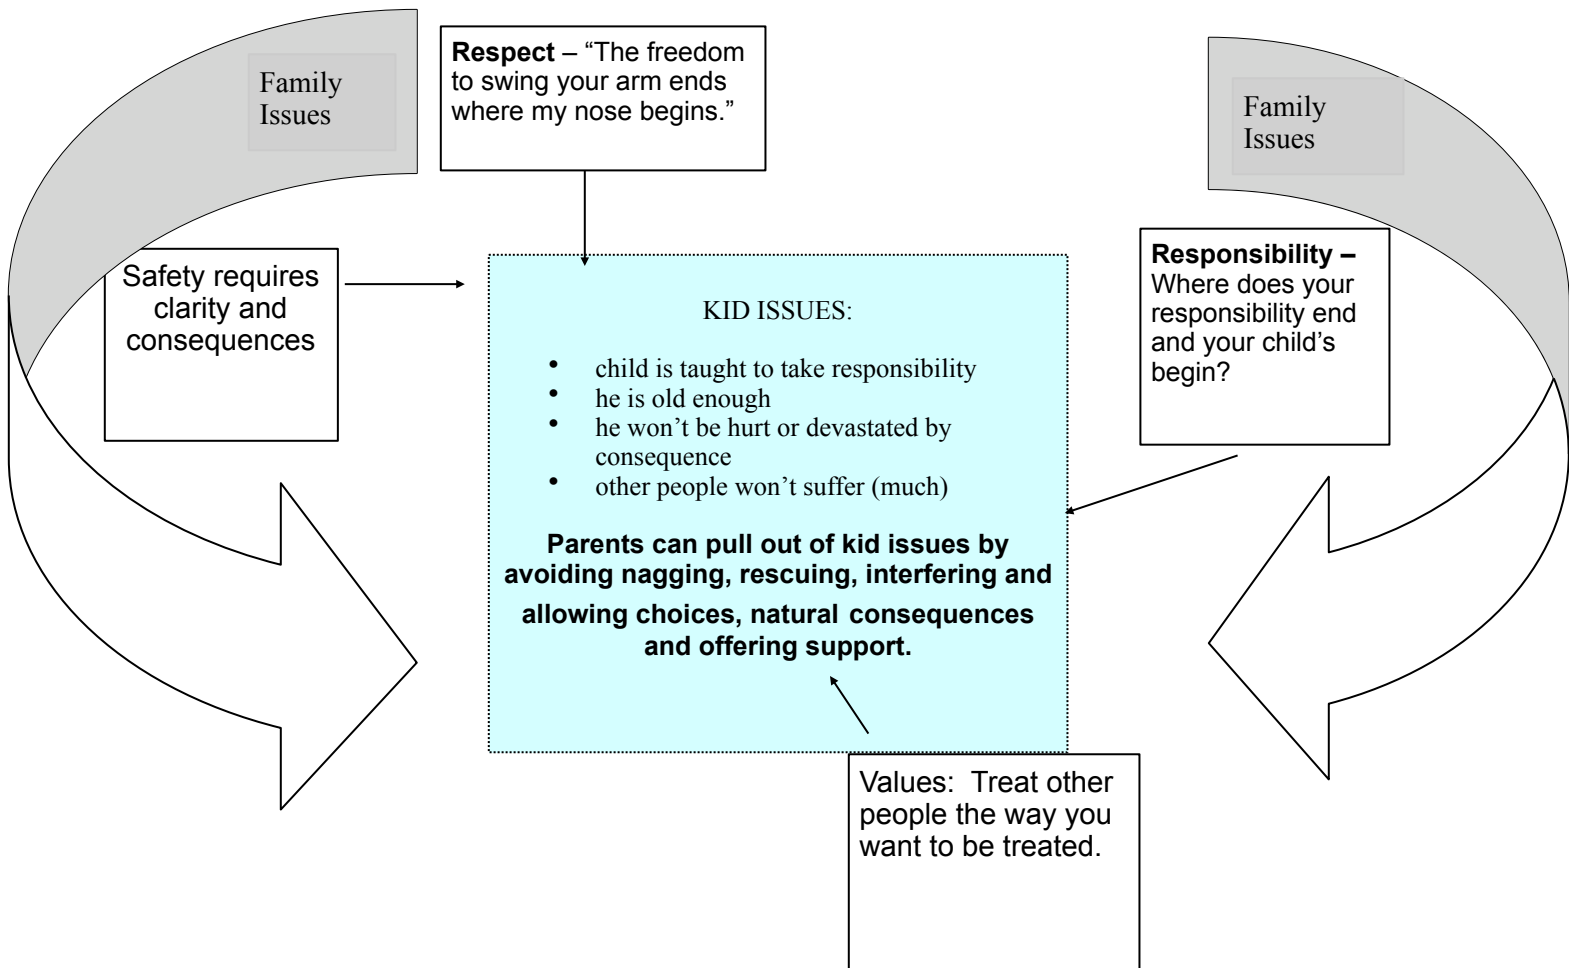 Family
Issues
Respect – “The freedom
to swing your arm ends
where my nose begins.”
Family
Issues
Safety requires
clarity and
consequences
Responsibility –
Where does your
responsibility end
and your child’s
begin?
KID ISSUES:
• child is taught to take responsibility
• he is old enough
• he won’t be hurt or devastated by
consequence
• other people won’t suffer (much)
Parents can pull out of kid issues by
avoiding nagging, rescuing, interfering and
allowing choices, natural consequences
and offering support.
Values: Treat other
people the way you
want to be treated.